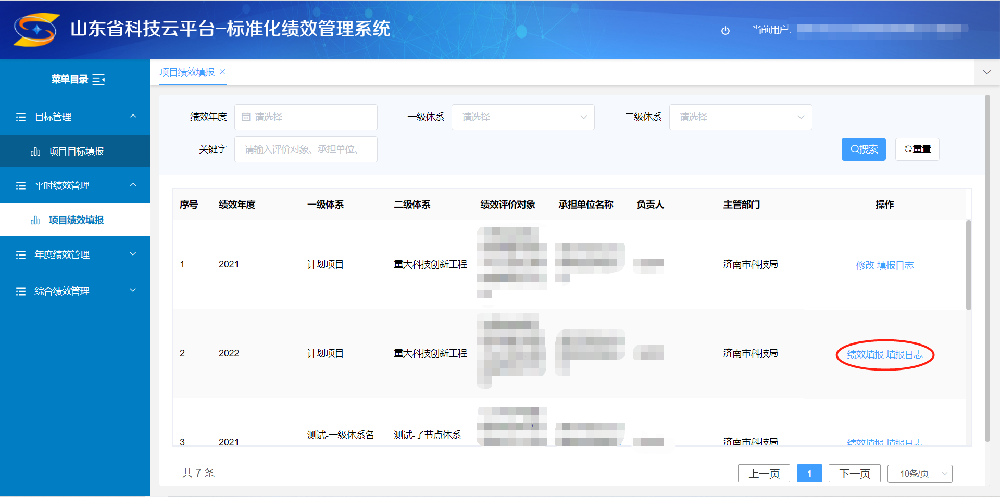 山东省科技云平台-标准化绩效管理系统
当前用户
菜单目录
目标管理
项目目标填报
平时绩效管理
项目绩效填报
年度绩效管理
综合绩效管理
项目绩效填报
绩效年度 请选择 一级体系 请选择 二级体系 请选择
关键字 请输入评价对象、承担单位、 搜索 重置
序号 绩效年度 一级体系 二级体系 绩效评价对象 承担单位名称 负责人 主管部门 操作
1 2021 计划项目 重大科技创新工程 济南市科技局 修改 填报日志
2 2022 计划项目 重大科技创新工程 济南市科技局 绩效填报 填报日志
3 2021 测试-一级体系名 测试-子节点体系 济南市科技局 绩效填报 填报日志
共 7 条 上一页 1 下一页 10条/页